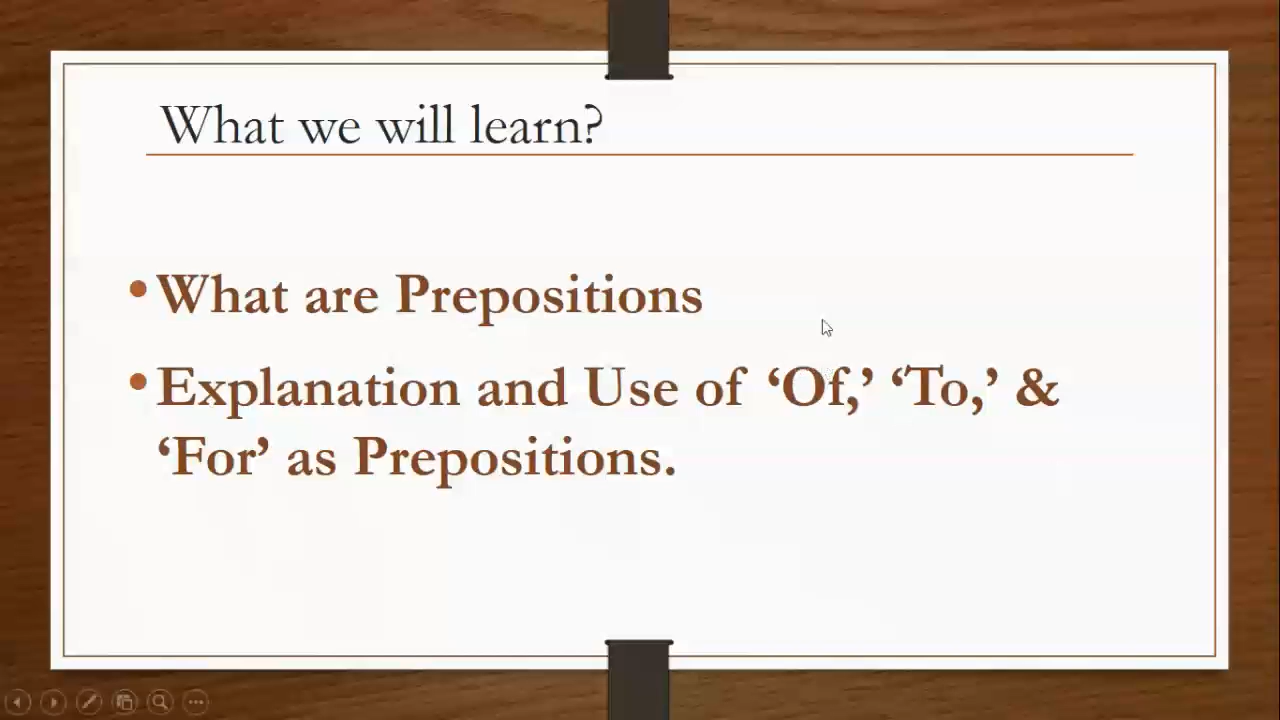 What we will learn?
•What are Prepositions
•Explanation and Use of ‘Of,’ ‘To,’ &
‘For’ as Prepositions.